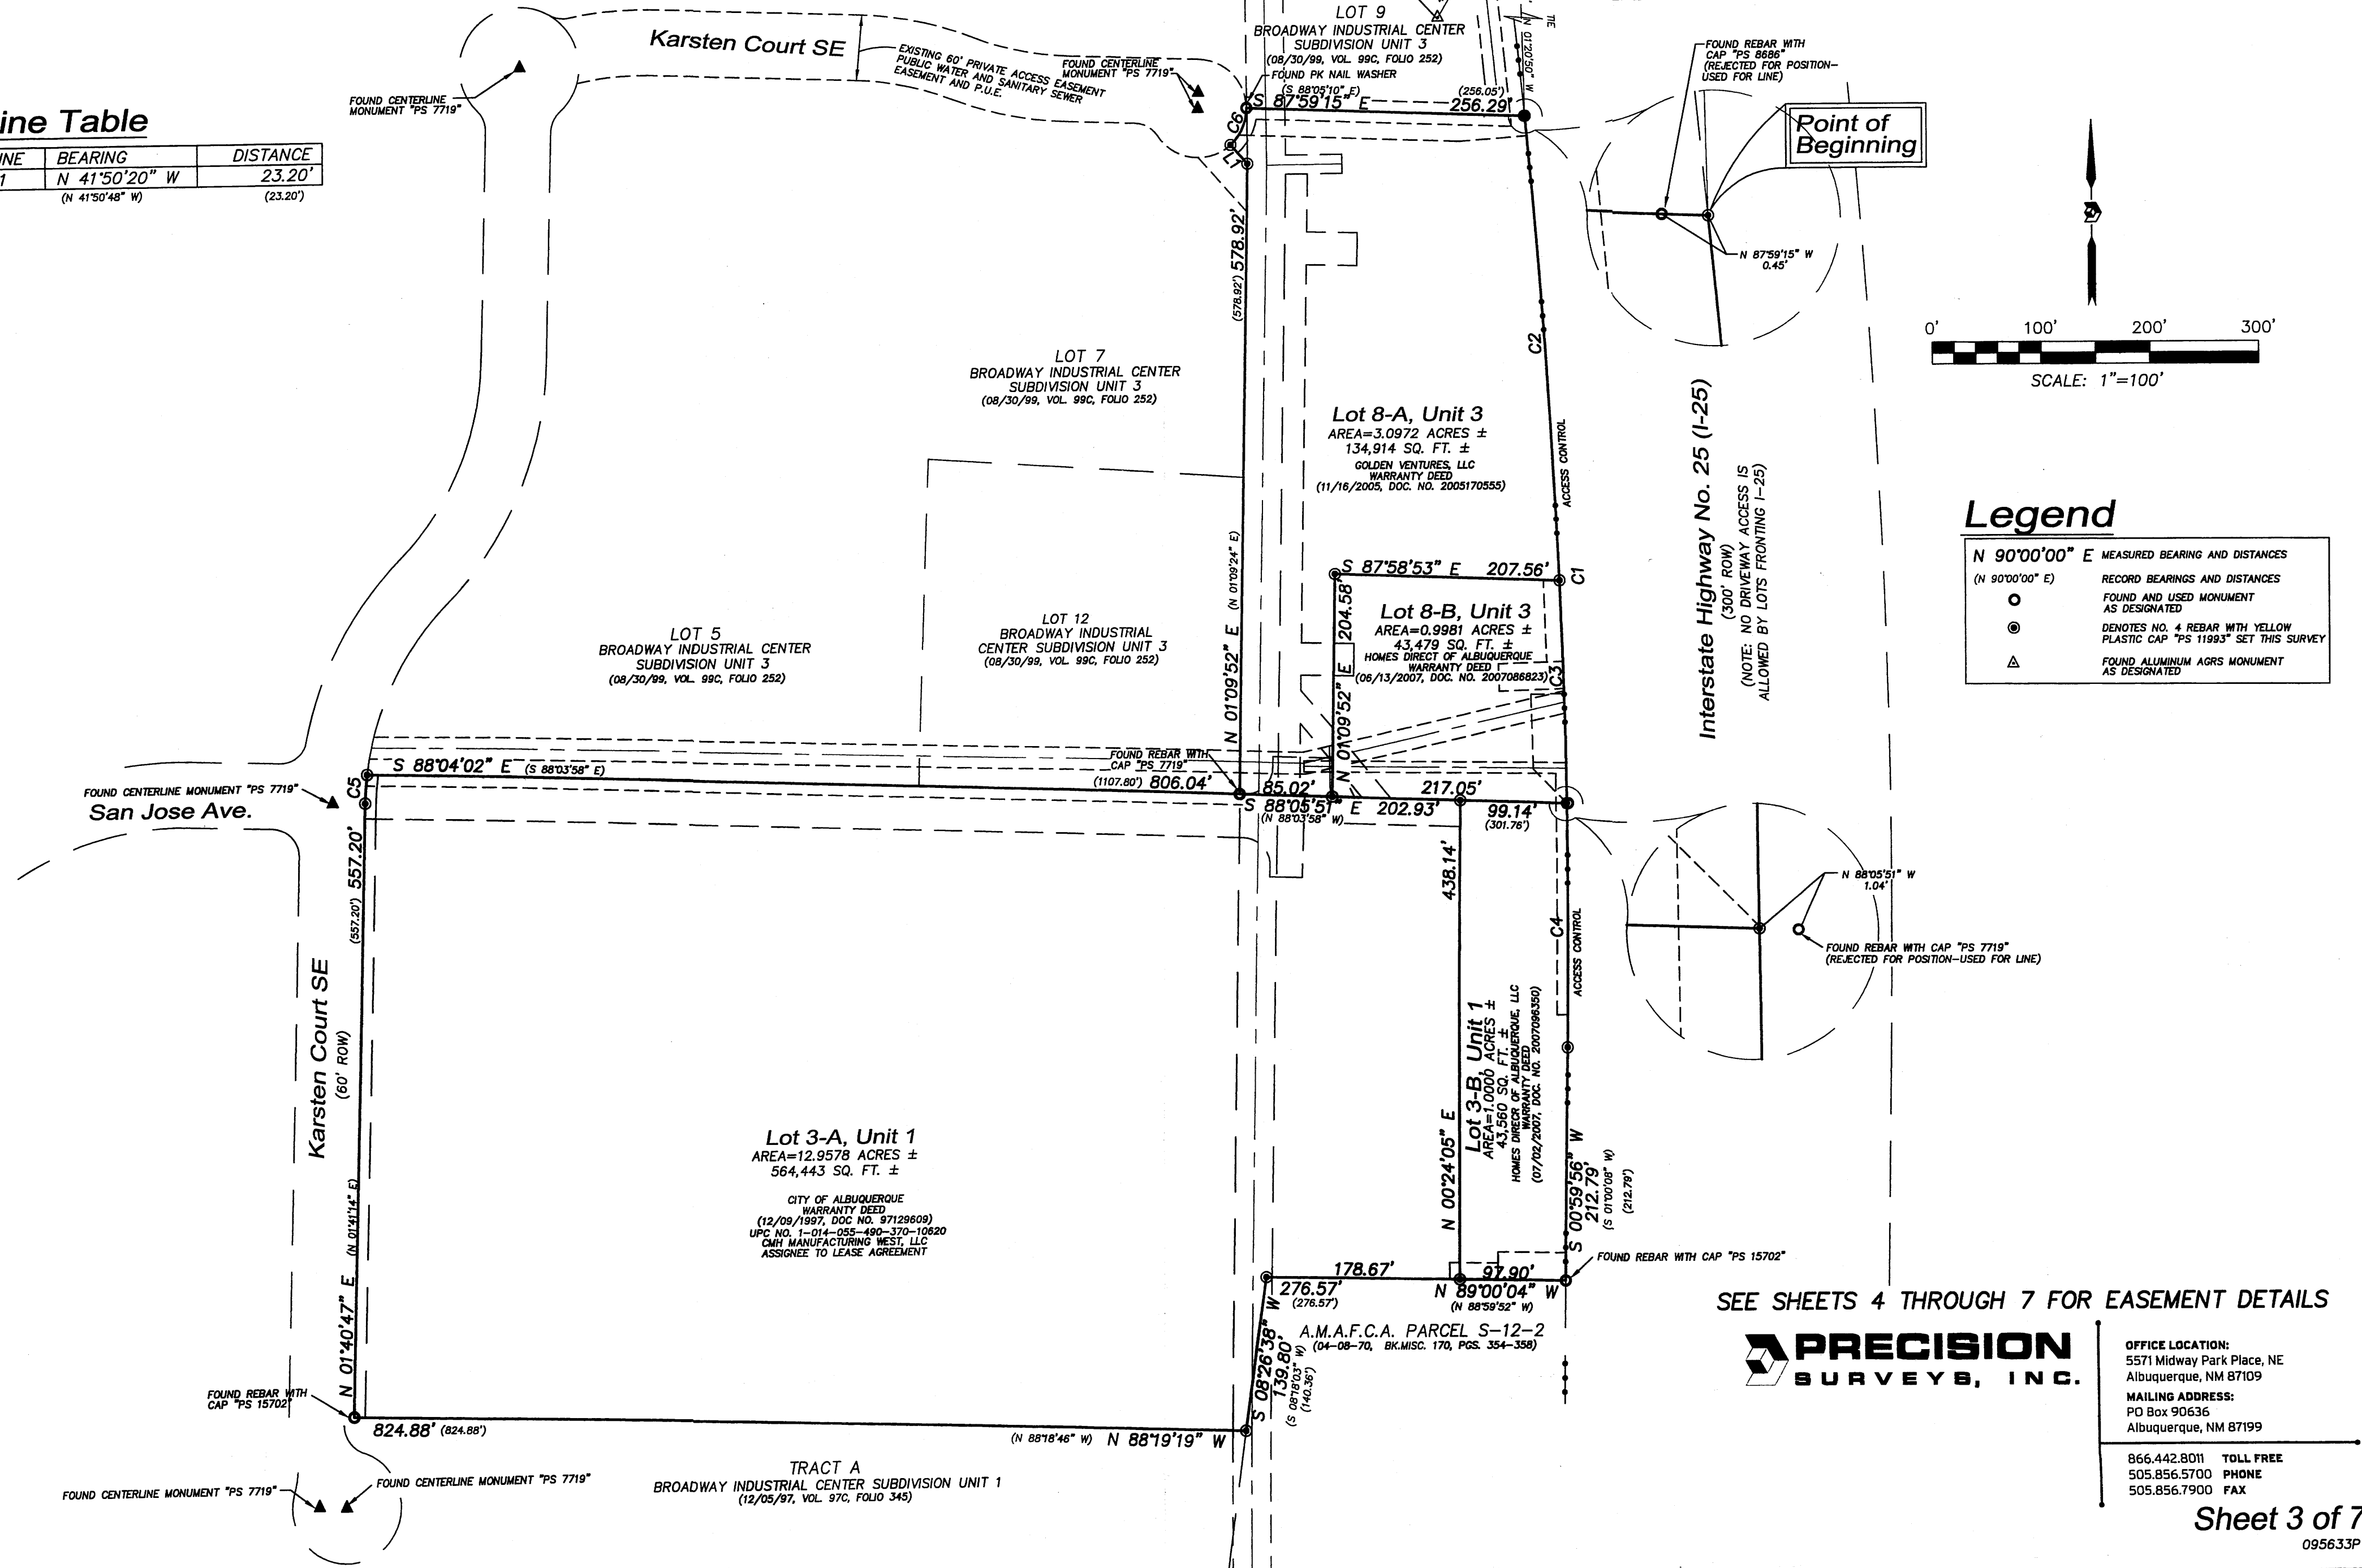 ine Table
INE BEARING DISTANCE
1 N 41°50'20" W 23.20'
(N 41°50'48" W) (23.20')
FOUND CENTERLINE
MONUMENT "PS 7719"
Karsten Court SE
EXISTING 60' PRIVATE ACCESS EASEMENT
PUBLIC WATER AND SANITARY SEWER
EASEMENT AND P.U.E.
FOUND CENTERLINE
MONUMENT "PS 7719"
LOT 9
BROADWAY INDUSTRIAL CENTER
SUBDIVISION UNIT 3
(08/30/99, VOL. 99C, FOLIO 252)
FOUND PK NAIL WASHER
(S 88°05'10" E) (256.05')
S 87°59'15" E 256.29'
TIE
N 01°20'50" W
C6
L1
FOUND REBAR WITH
CAP "PS 8686"
(REJECTED FOR POSITION-
USED FOR LINE)
Point of
Beginning
N 87°59'15" W
0.45'
0' 100' 200' 300'
SCALE: 1"=100'
(578.92') 578.92'
N 01°09'52" E (N 01°09'24" E)
C2
LOT 7
BROADWAY INDUSTRIAL CENTER
SUBDIVISION UNIT 3
(08/30/99, VOL. 99C, FOLIO 252)
Lot 8-A, Unit 3
AREA=3.0972 ACRES ±
134,914 SQ. FT. ±
GOLDEN VENTURES, LLC
WARRANTY DEED
(11/16/2005, DOC. NO. 2005170555)
ACCESS CONTROL
Interstate Highway No. 25 (I-25)
(300' ROW)
(NOTE: NO DRIVEWAY ACCESS IS
ALLOWED BY LOTS FRONTING I-25)
Legend
N 90°00'00" E MEASURED BEARING AND DISTANCES
(N 90°00'00" E) RECORD BEARINGS AND DISTANCES
FOUND AND USED MONUMENT
AS DESIGNATED
DENOTES NO. 4 REBAR WITH YELLOW
PLASTIC CAP "PS 11993" SET THIS SURVEY
FOUND ALUMINUM AGRS MONUMENT
AS DESIGNATED
S 87°58'53" E 207.56'
C1
204.58'
N 01°09'52" E
E
Lot 8-B, Unit 3
AREA=0.9981 ACRES ±
43,479 SQ. FT. ±
HOMES DIRECT OF ALBUQUERQUE
WARRANTY DEED
(06/13/2007, DOC. NO. 2007086823)
C3
LOT 5
BROADWAY INDUSTRIAL CENTER
SUBDIVISION UNIT 3
(08/30/99, VOL. 99C, FOLIO 252)
LOT 12
BROADWAY INDUSTRIAL
CENTER SUBDIVISION UNIT 3
(08/30/99, VOL. 99C, FOLIO 252)
FOUND REBAR WITH
CAP "PS 7719"
S 88°04'02" E (S 88°03'58" E)
(1107.80') 806.04'
85.02'
217.05'
S 88°05'51" E 202.93' 99.14'
(N 88°03'58" W) (301.76')
FOUND CENTERLINE MONUMENT "PS 7719"
San Jose Ave.
C5
(557.20') 557.20'
N 01°40'47" E (N 01°41'14" E)
Karsten Court SE
(60' ROW)
438.14'
N 00°24'05" E
C4
ACCESS CONTROL
N 88°05'51" W
1.04'
FOUND REBAR WITH CAP "PS 7719"
(REJECTED FOR POSITION-USED FOR LINE)
Lot 3-B, Unit 1
AREA=1.0000 ACRES ±
43,560 SQ. FT. ±
HOMES DIRECR OF ALBUQUERQUE, LLC
WARRANTY DEED
(07/02/2007, DOC. NO. 2007096350)
S 00°59'56" W
212.79'
(S 01°00'08" W)
(212.79')
Lot 3-A, Unit 1
AREA=12.9578 ACRES ±
564,443 SQ. FT. ±
CITY OF ALBUQUERQUE
WARRANTY DEED
(12/09/1997, DOC NO. 97129609)
UPC NO. 1-014-055-490-370-10620
CMH MANUFACTURING WEST, LLC
ASSIGNEE TO LEASE AGREEMENT
FOUND REBAR WITH CAP "PS 15702"
178.67' 97.90'
276.57' N 89°00'04" W
(276.57') (N 88°59'52" W)
A.M.A.F.C.A. PARCEL S-12-2
(04-08-70, BK.MISC. 170, PGS. 354-358)
S 08°26'38" W
139.80'
(S 08°18'03" W)
(140.36')
FOUND REBAR WITH
CAP "PS 15702"
824.88' (824.88')
(N 88°18'46" W) N 88°19'19" W
TRACT A
BROADWAY INDUSTRIAL CENTER SUBDIVISION UNIT 1
(12/05/97, VOL. 97C, FOLIO 345)
FOUND CENTERLINE MONUMENT "PS 7719"
FOUND CENTERLINE MONUMENT "PS 7719"
SEE SHEETS 4 THROUGH 7 FOR EASEMENT DETAILS
PRECISION
SURVEYS, INC.
OFFICE LOCATION:
5571 Midway Park Place, NE
Albuquerque, NM 87109
MAILING ADDRESS:
PO Box 90636
Albuquerque, NM 87199
866.442.8011 TOLL FREE
505.856.5700 PHONE
505.856.7900 FAX
Sheet 3 of 7
095633P